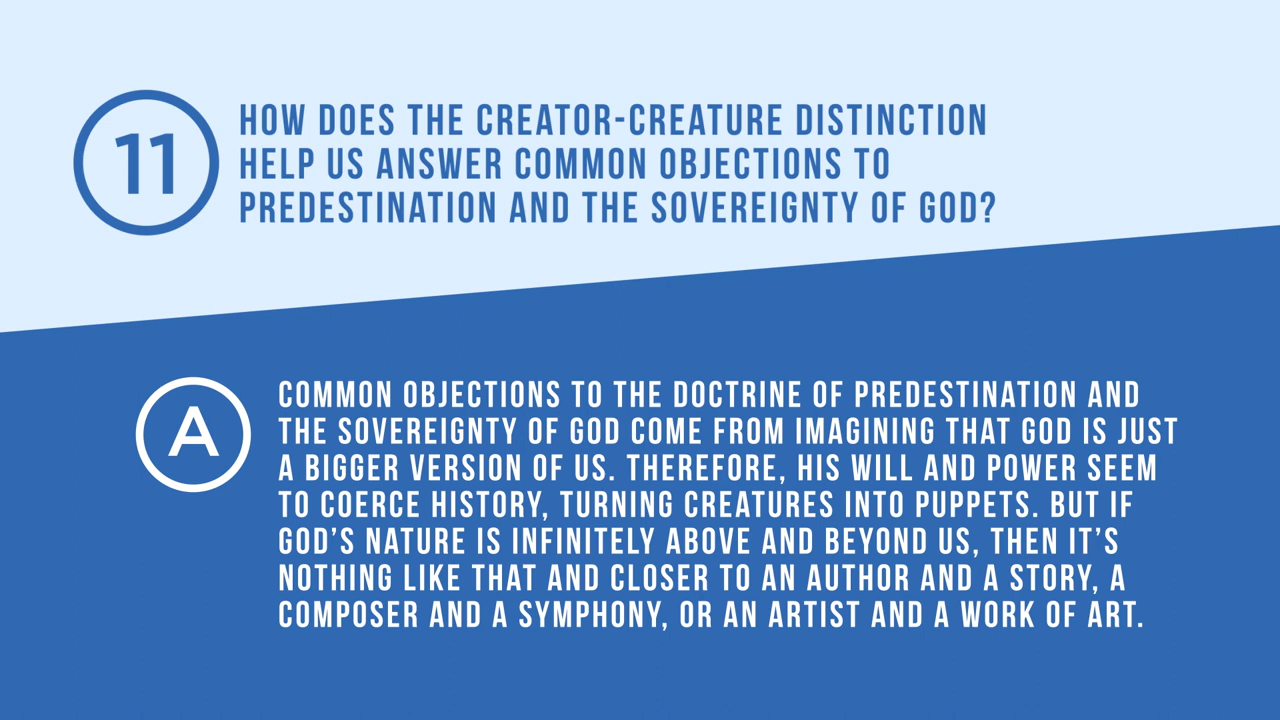 11
HOW DOES THE CREATOR-CREATURE DISTINCTION
HELP US ANSWER COMMON OBJECTIONS TO
PREDESTINATION AND THE SOVEREIGNTY OF GOD?
A
COMMON OBJECTIONS TO THE DOCTRINE OF PREDESTINATION AND
THE SOVEREIGNTY OF GOD COME FROM IMAGINING THAT GOD IS JUST
A BIGGER VERSION OF US. THEREFORE, HIS WILL AND POWER SEEM
TO COERCE HISTORY, TURNING CREATURES INTO PUPPETS. BUT IF
GOD’S NATURE IS INFINITELY ABOVE AND BEYOND US, THEN IT’S
NOTHING LIKE THAT AND CLOSER TO AN AUTHOR AND A STORY, A
COMPOSER AND A SYMPHONY, OR AN ARTIST AND A WORK OF ART.